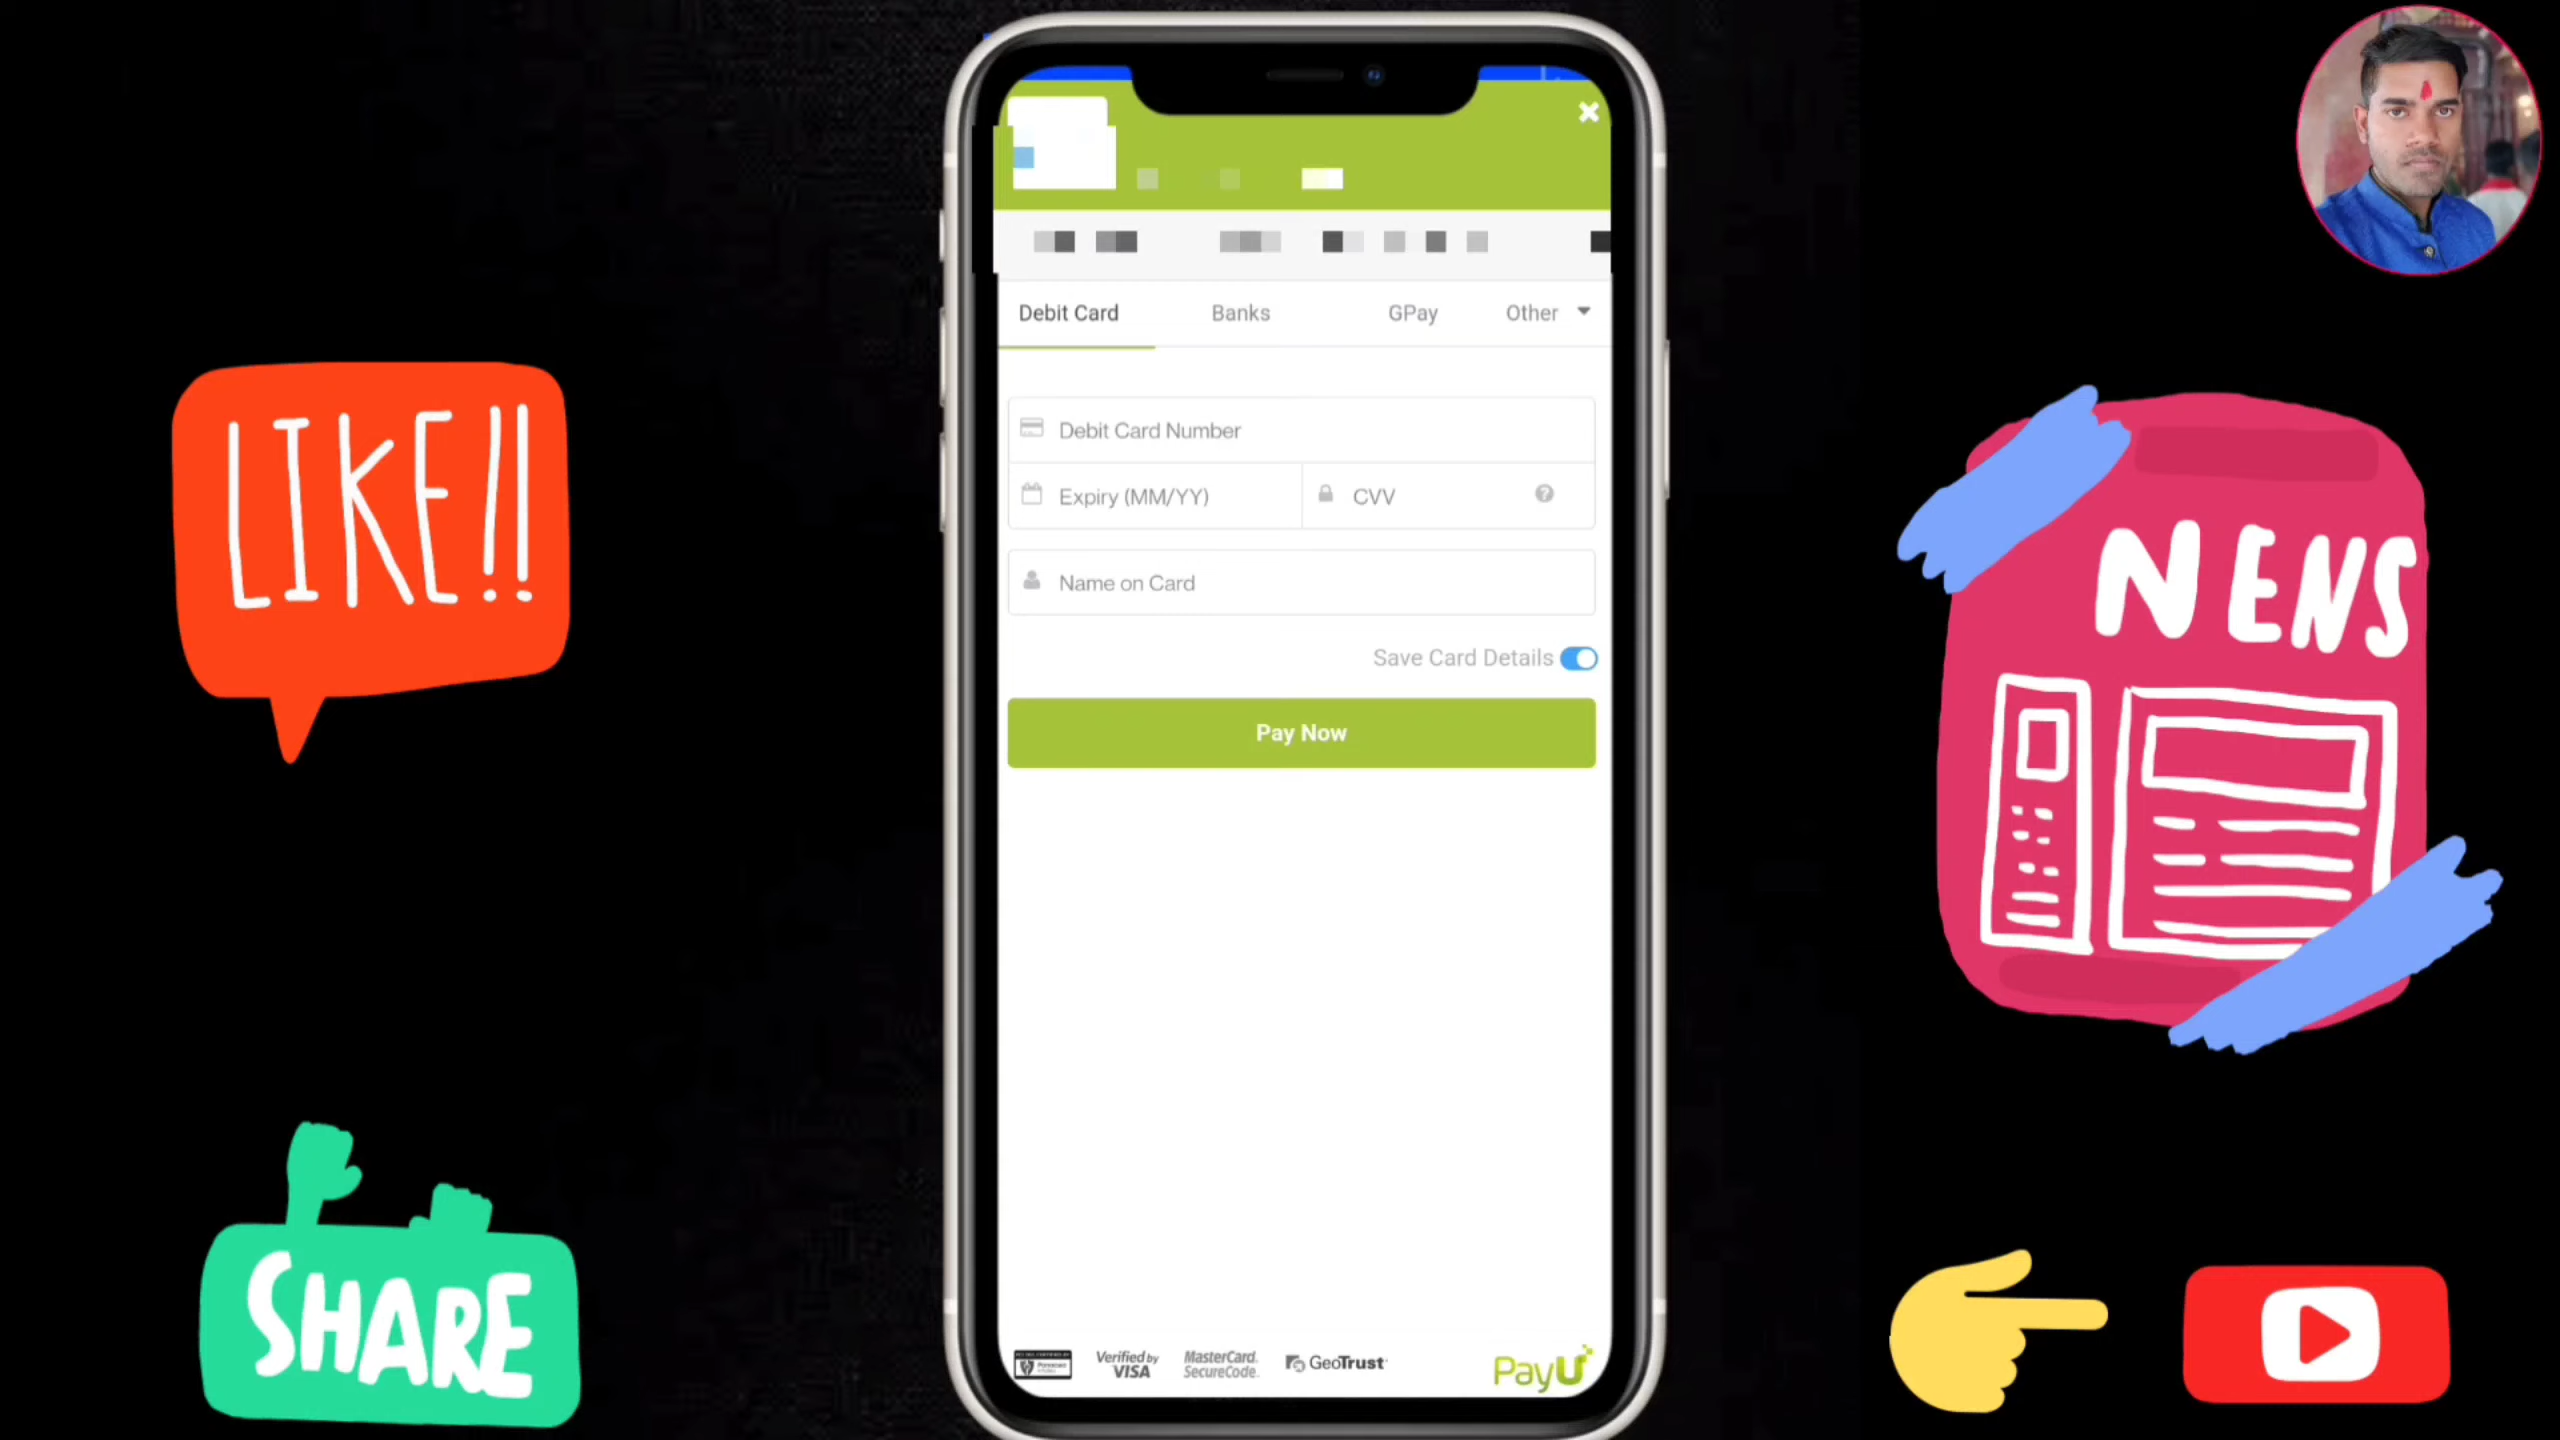 LIKE!!
Debit Card
Banks
GPay
Other
Debit Card Number
Expiry (MM/YY)
CVV
Name on Card
Save Card Details
Pay Now
Verified by
VISA
MasterCard.
SecureCode.
GeoTrust
PayU
NENS
SHARE